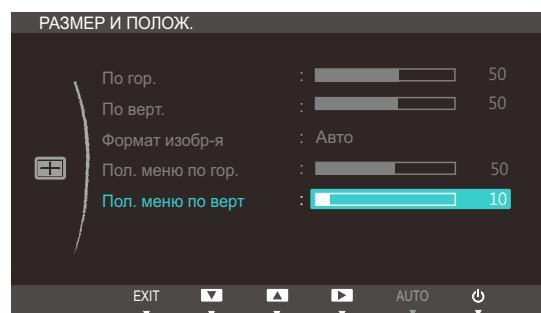 РАЗМЕР И ПОЛОЖ.
По гор. : 50
По верт. : 50
Формат изобр-я : Авто
Пол. меню по гор. : 50
Пол. меню по верт : 10
EXIT AUTO